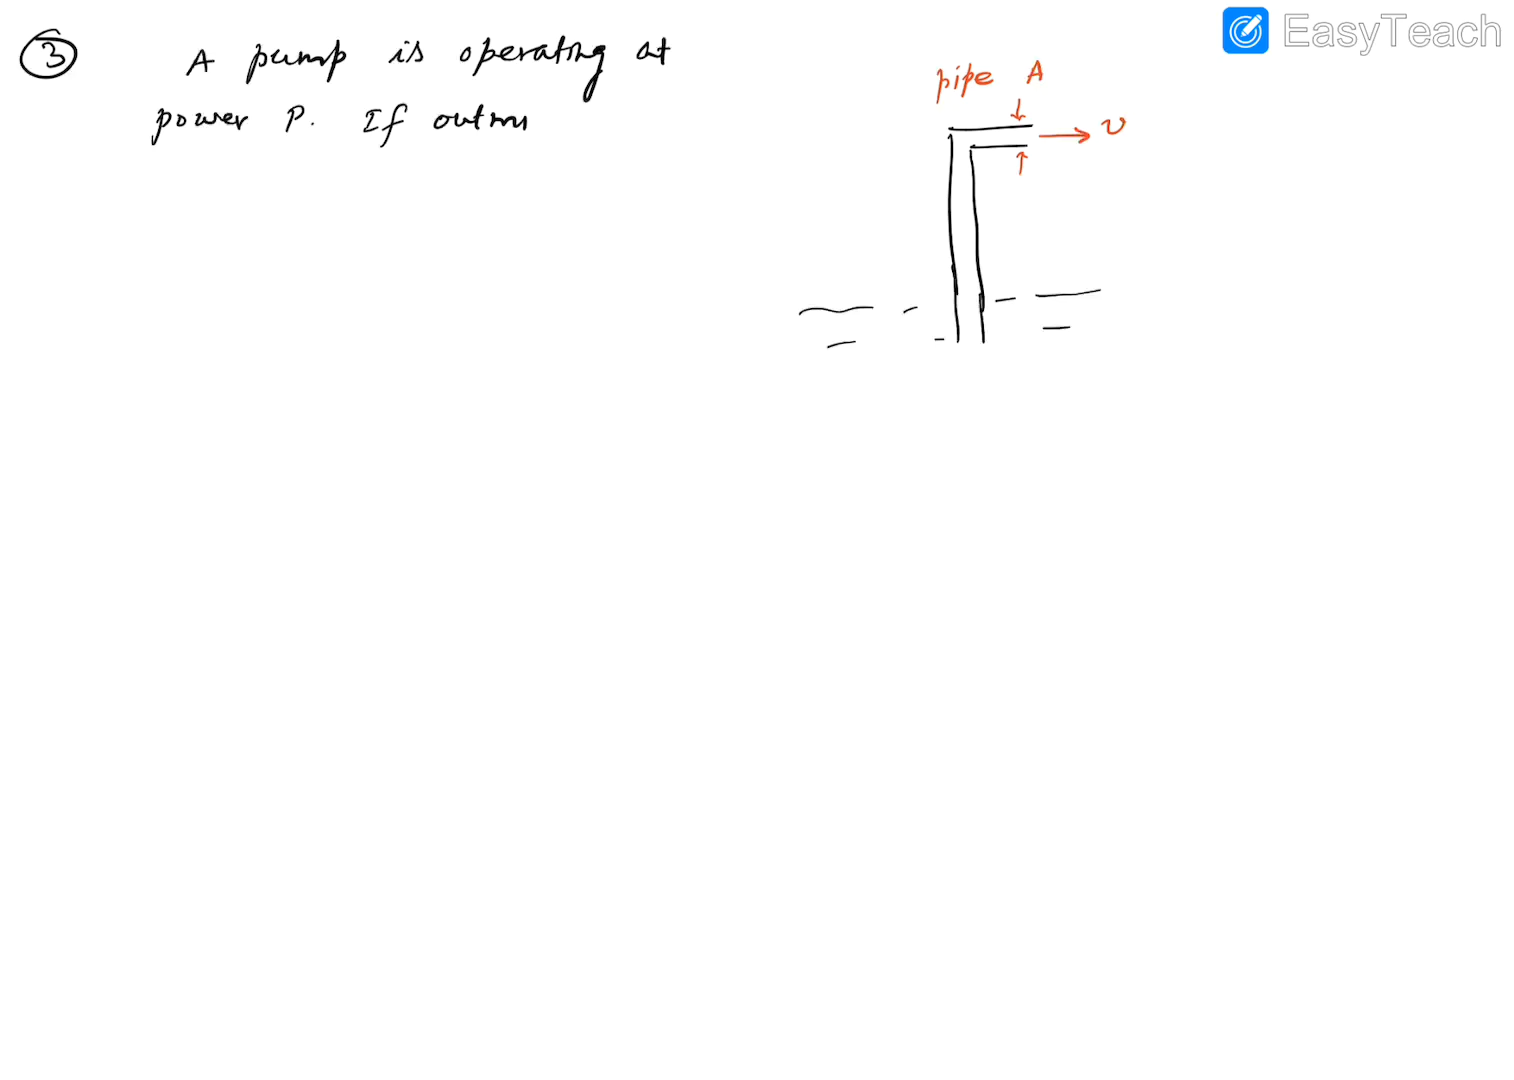 ③ A pump is operating at
power P. If
pipe A
v
EasyTeach